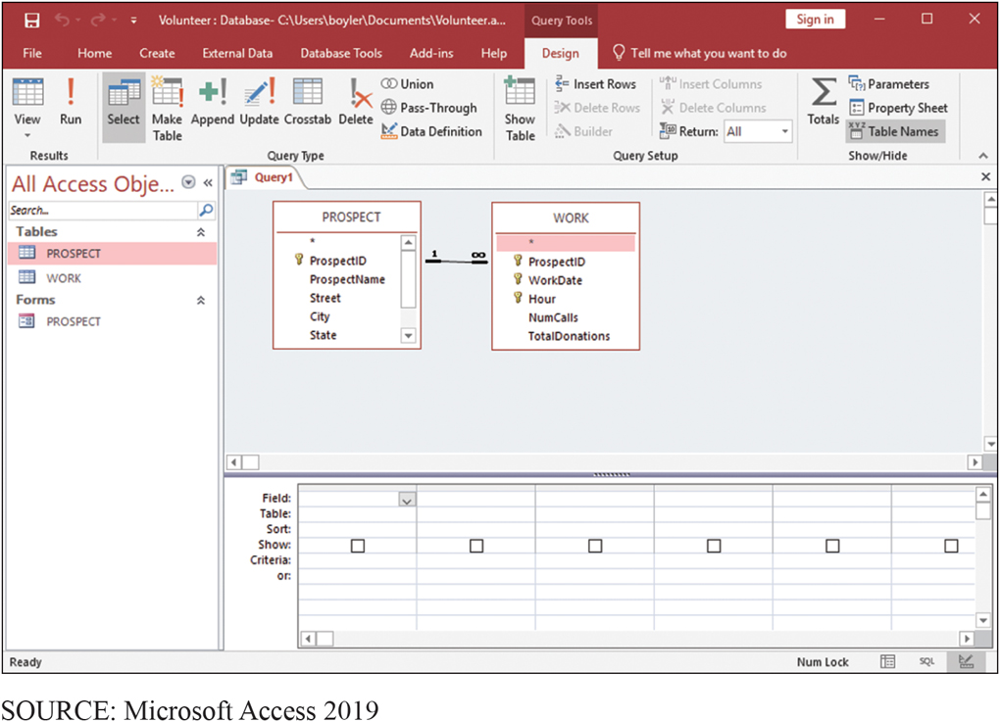 Volunteer : Database- C:\Users\boyler\Documents\Volunteer.a... Query Tools Sign in
File Home Create External Data Database Tools Add-ins Help Design Tell me what you want to do
View Run Select Make Table Append Update Crosstab Delete
Union
Pass-Through
Data Definition
Show Table
Insert Rows Insert Columns
Delete Rows Delete Columns
Builder Return: All
Totals
Parameters
Property Sheet
XYZ Table Names
Results Query Type Query Setup Show/Hide
All Access Obje...
Search...
Tables
PROSPECT
WORK
Forms
PROSPECT
Query1
PROSPECT
*
ProspectID
ProspectName
Street
City
State
1 ∞
WORK
*
ProspectID
WorkDate
Hour
NumCalls
TotalDonations
Field:
Table:
Sort:
Show:
Criteria:
or:
Ready Num Lock SQL
SOURCE: Microsoft Access 2019